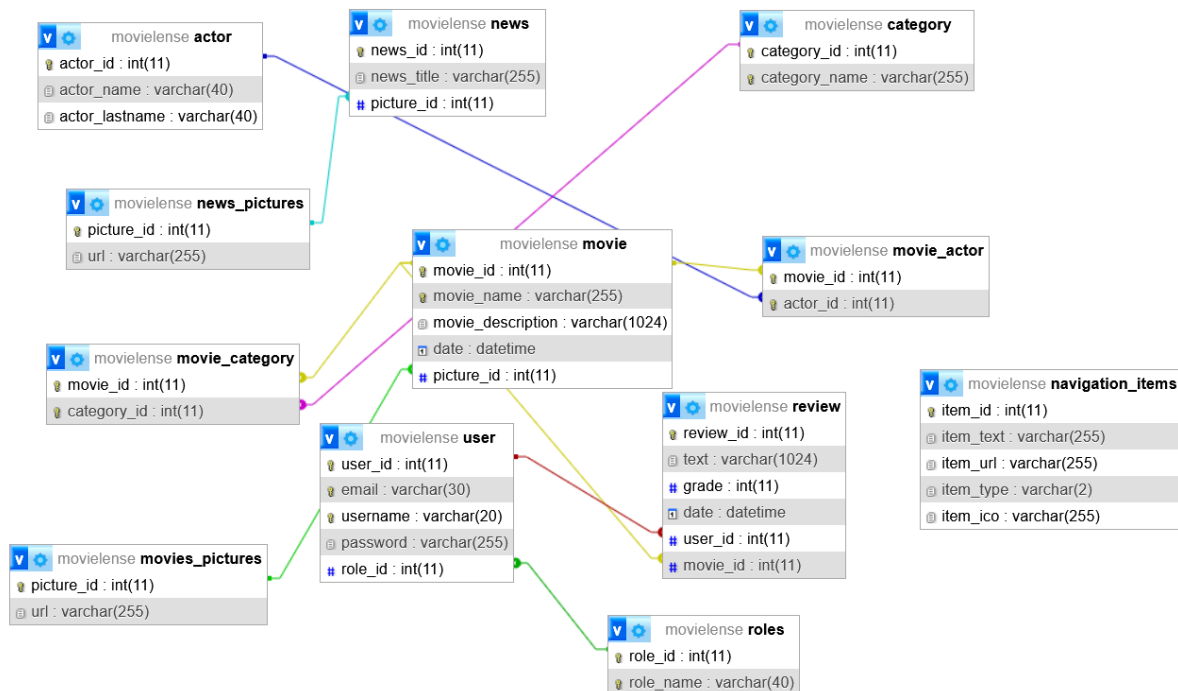 movielense actor
actor_id : int(11)
actor_name : varchar(40)
actor_lastname : varchar(40)
movielense news
news_id : int(11)
news_title : varchar(255)
# picture_id : int(11)
movielense category
category_id : int(11)
category_name : varchar(255)
movielense news_pictures
picture_id : int(11)
url : varchar(255)
movielense movie
movie_id : int(11)
movie_name : varchar(255)
movie_description : varchar(1024)
date : datetime
# picture_id : int(11)
movielense movie_actor
movie_id : int(11)
actor_id : int(11)
movielense movie_category
movie_id : int(11)
category_id : int(11)
movielense user
user_id : int(11)
email : varchar(30)
username : varchar(20)
password : varchar(255)
# role_id : int(11)
movielense review
review_id : int(11)
text : varchar(1024)
# grade : int(11)
date : datetime
# user_id : int(11)
# movie_id : int(11)
movielense navigation_items
item_id : int(11)
item_text : varchar(255)
item_url : varchar(255)
item_type : varchar(2)
item_ico : varchar(255)
movielense movies_pictures
picture_id : int(11)
url : varchar(255)
movielense roles
role_id : int(11)
role_name : varchar(40)